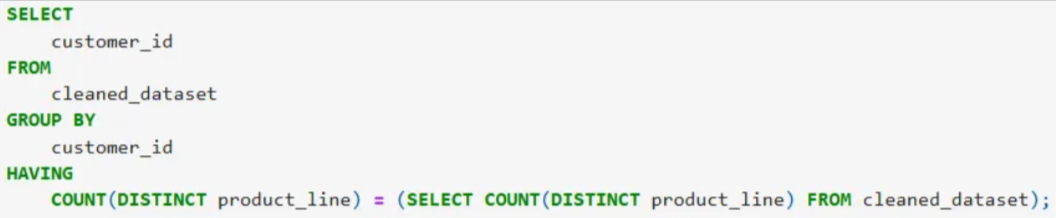 SELECT
    customer_id
FROM
    cleaned_dataset
GROUP BY
    customer_id
HAVING
    COUNT(DISTINCT product_line) = (SELECT COUNT(DISTINCT product_line) FROM cleaned_dataset);